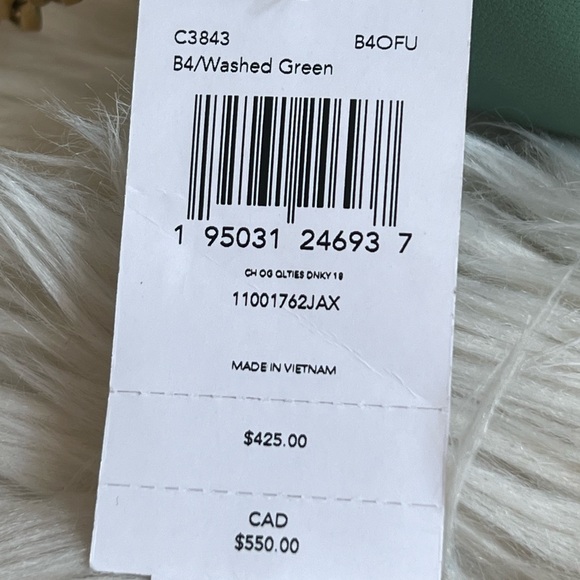 C3843 B4OFU
B4/Washed Green
1 95031 24693 7
CH OG QLTIES DNKY 18
11001762JAX
MADE IN VIETNAM
$425.00
CAD
$550.00